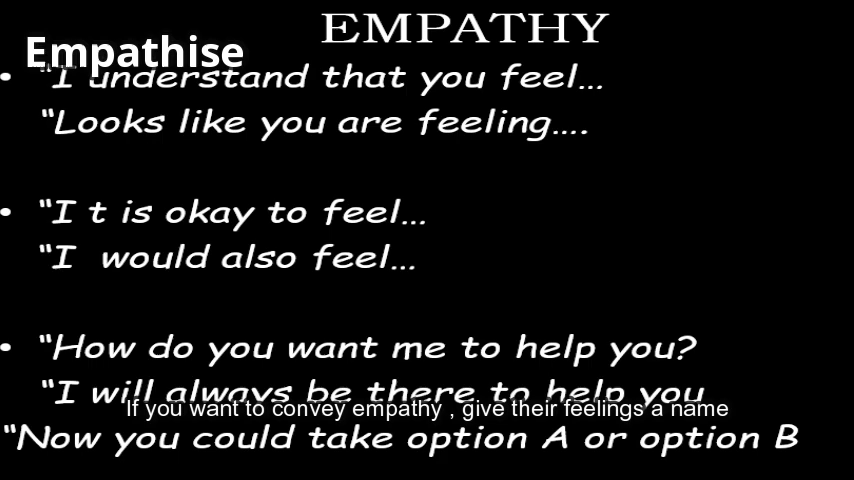 EMPATHY
Empathise
• "I understand that you feel...
"Looks like you are feeling....
• "I t is okay to feel...
"I would also feel...
• "How do you want me to help you?
"I will always be there to help you
If you want to convey empathy , give their feelings a name
"Now you could take option A or option B